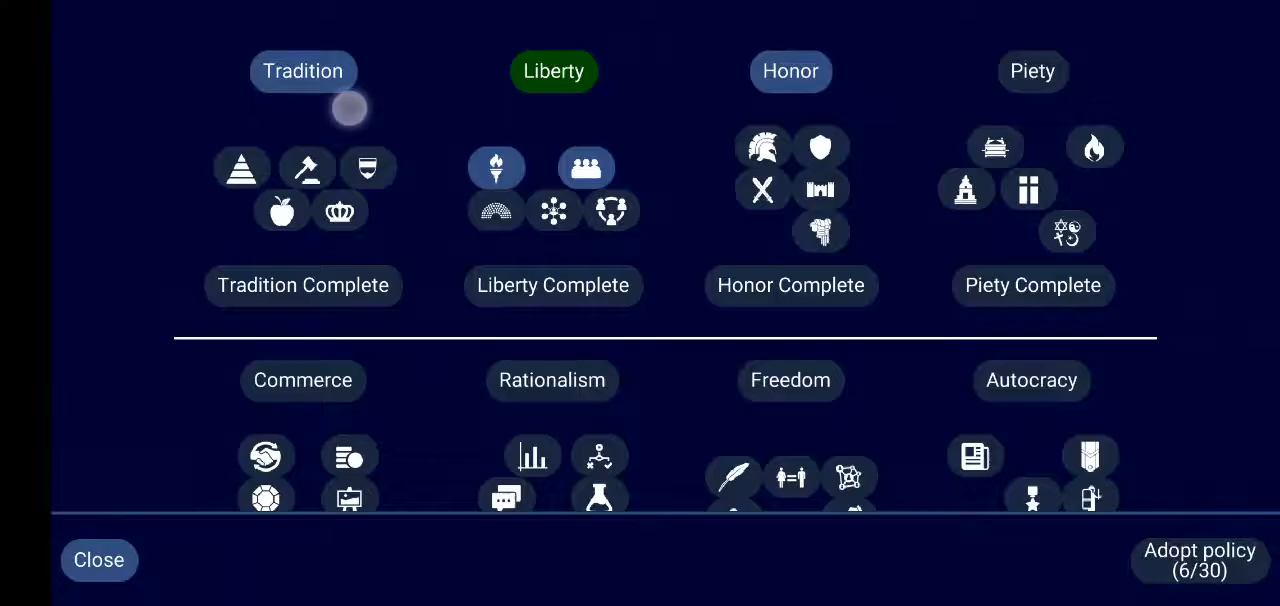 Tradition
Liberty
Honor
Piety
Tradition Complete
Liberty Complete
Honor Complete
Piety Complete
Commerce
Rationalism
Freedom
Autocracy
Close
Adopt policy
(6/30)